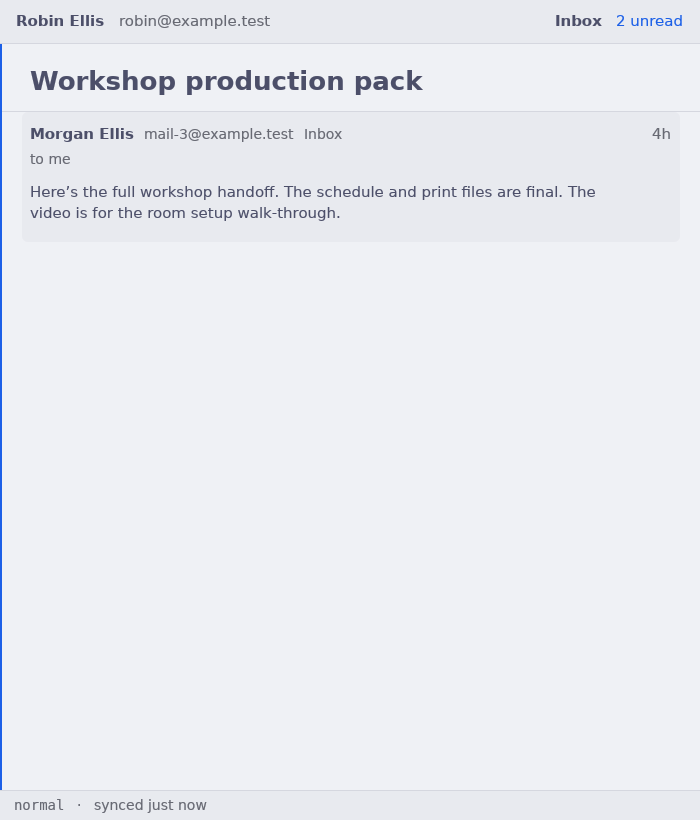 Robin Ellis robin@example.test Inbox 2 unread
Workshop production pack
Morgan Ellis mail-3@example.test Inbox 4h
to me
Here’s the full workshop handoff. The schedule and print files are final. The
video is for the room setup walk-through.
normal · synced just now